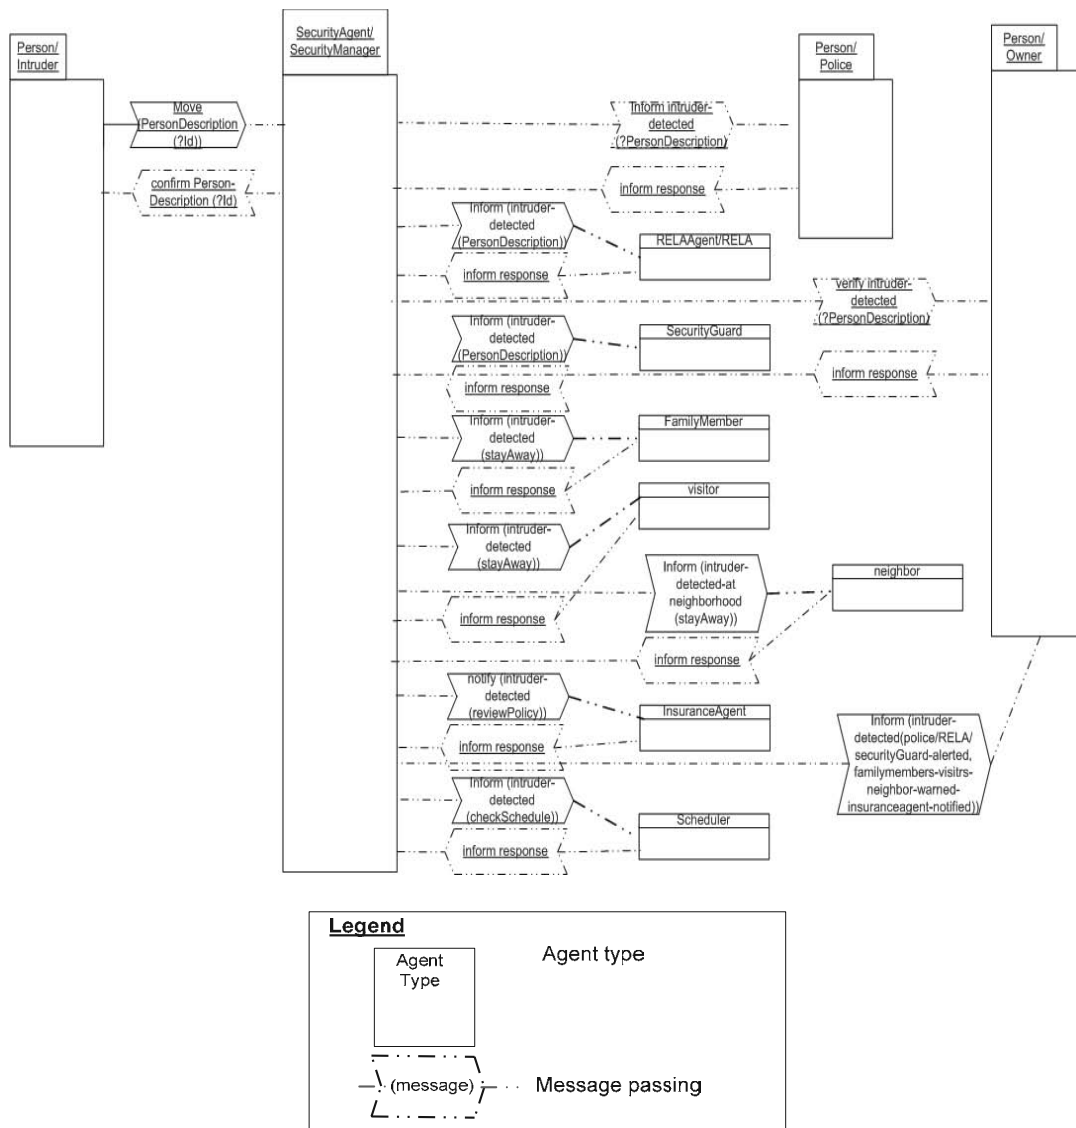 Person/
Intruder
SecurityAgent/
SecurityManager
Person/
Police
Person/
Owner
Move
(PersonDescription
(?Id))
Inform intruder-
detected
(?PersonDescription)
confirm Person-
Description (?Id)
inform response
Inform (intruder-
detected
(PersonDescription))
RELAAgent/RELA
inform response
verify intruder-
detected
(?PersonDescription)
Inform (intruder-
detected
(PersonDescription))
SecurityGuard
inform response
inform response
Inform (intruder-
detected
(stayAway))
FamilyMember
inform response
visitor
Inform (intruder-
detected
(stayAway))
Inform (intruder-
detected-at
neighborhood
(stayAway))
neighbor
inform response
inform response
notify (intruder-
detected
(reviewPolicy))
InsuranceAgent
inform response
Inform (intruder-
detected(police/RELA/
securityGuard-alerted,
familymembers-visitrs-
neighbor-warned-
insuranceagent-notified))
Inform (intruder-
detected
(checkSchedule))
Scheduler
inform response
Legend
Agent
Type
Agent type
(message)
Message passing